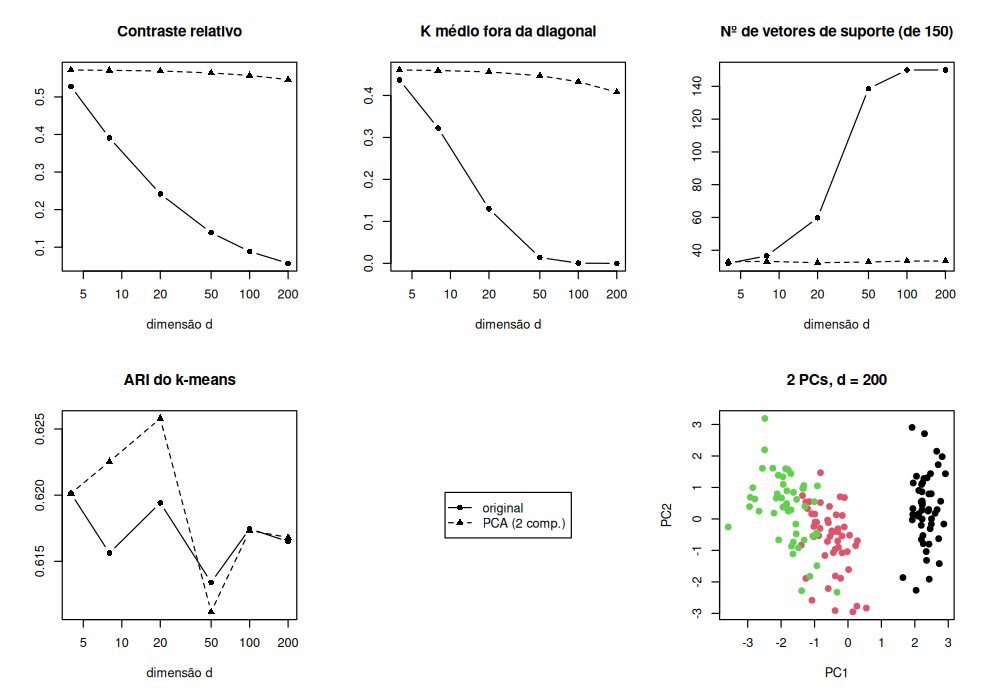 Contraste relativo
0.1 0.2 0.3 0.4 0.5
5 10 20 50 100 200
dimensão d
K médio fora da diagonal
0.0 0.1 0.2 0.3 0.4
5 10 20 50 100 200
dimensão d
Nº de vetores de suporte (de 150)
40 60 80 100 120 140
5 10 20 50 100 200
dimensão d
ARI do k-means
0.615 0.620 0.625
5 10 20 50 100 200
dimensão d
original
PCA (2 comp.)
2 PCs, d = 200
PC2
-3 -2 -1 0 1 2 3
-3 -2 -1 0 1 2 3
PC1